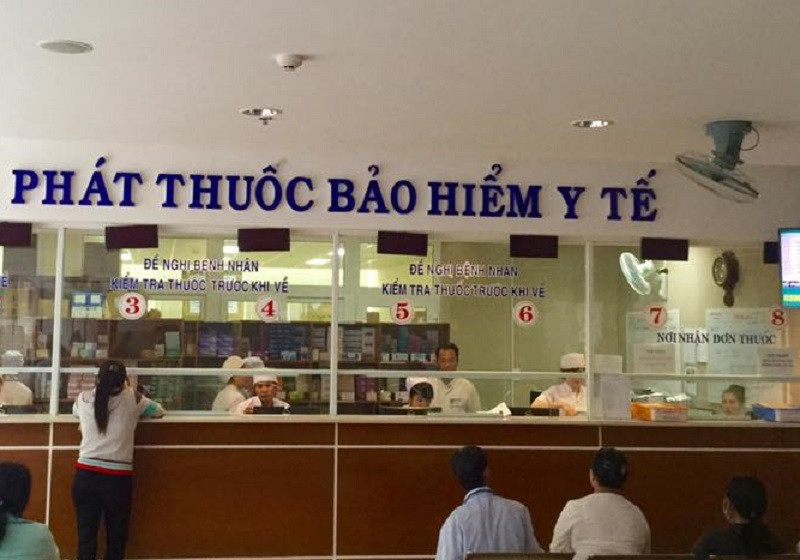 PHÁT THUỐC BẢO HIỂM Y TẾ
ĐỀ NGHỊ BỆNH NHÂN
KIỂM TRA THUỐC TRƯỚC KHI VỀ
3
4
ĐỀ NGHỊ BỆNH NHÂN
KIỂM TRA THUỐC TRƯỚC KHI VỀ
5
6
7
8
NƠI NHẬN ĐƠN THUỐC